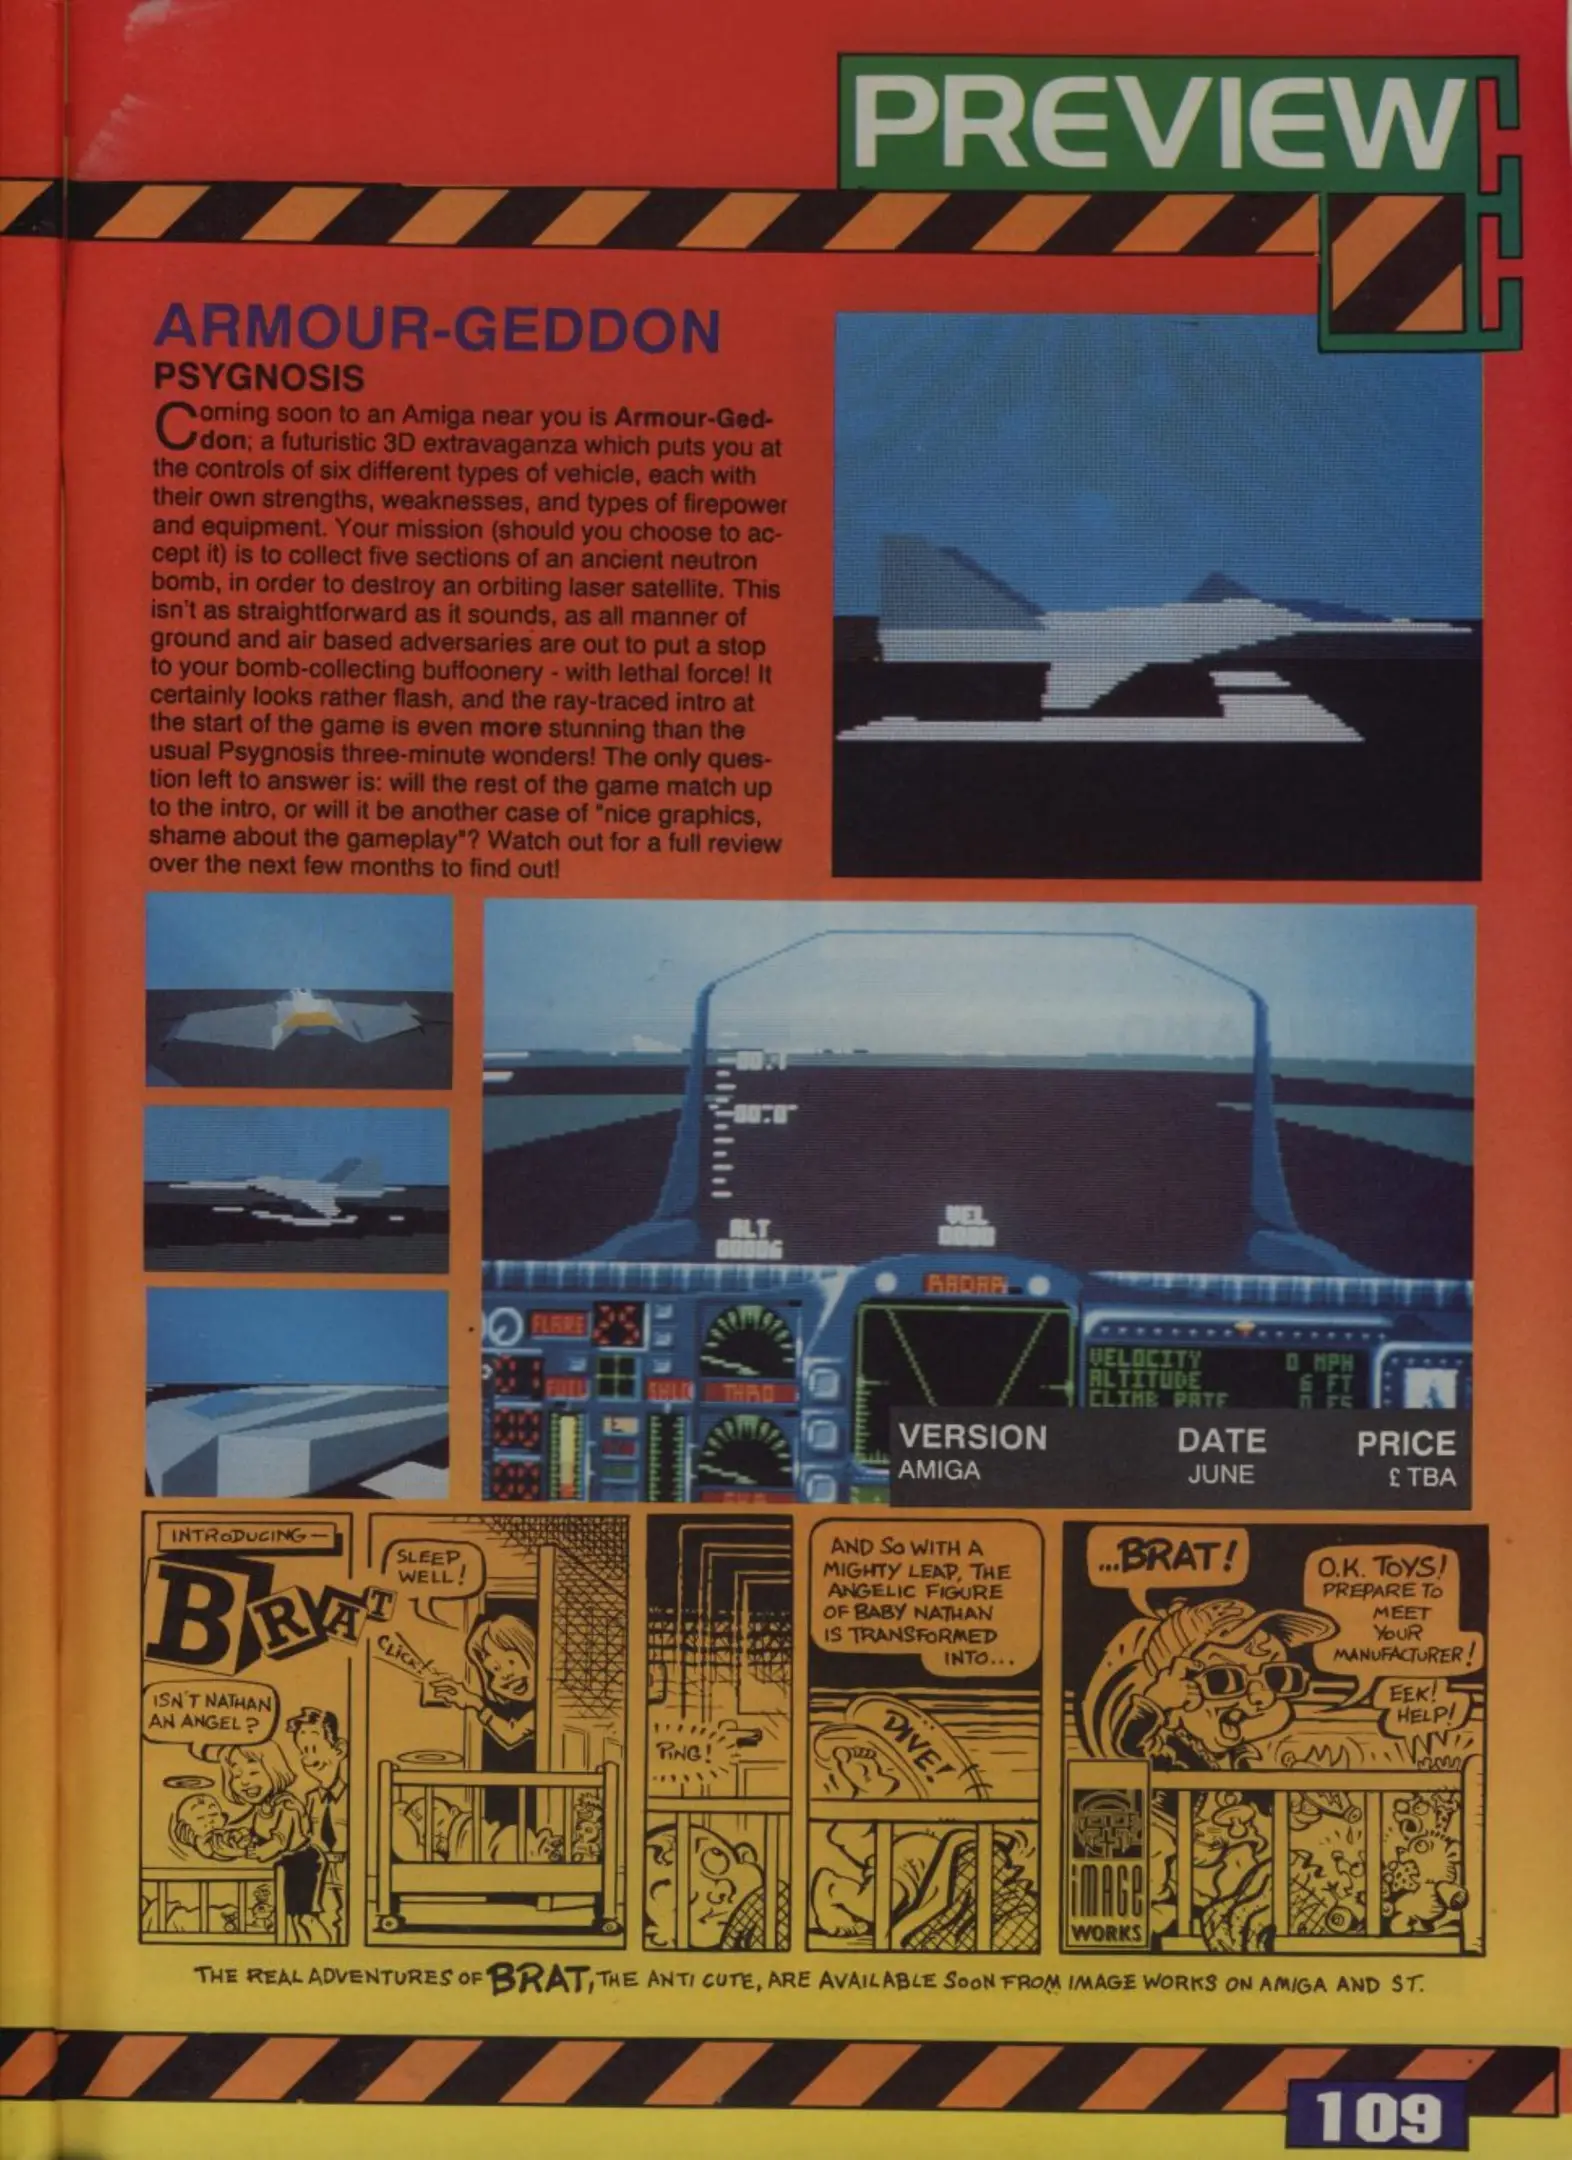 PREVIEW
ARMOUR-GEDDON
PSYGNOSIS
Coming soon to an Amiga near you is Armour-Ged-
don; a futuristic 3D extravaganza which puts you at
the controls of six different types of vehicle, each with
their own strengths, weaknesses, and types of firepower
and equipment. Your mission (should you choose to ac-
cept it) is to collect five sections of an ancient neutron
bomb, in order to destroy an orbiting laser satellite. This
isn't as straightforward as it sounds, as all manner of
ground and air based adversaries are out to put a stop
to your bomb-collecting buffoonery - with lethal force! It
certainly looks rather flash, and the ray-traced intro at
the start of the game is even more stunning than the
usual Psygnosis three-minute wonders! The only ques-
tion left to answer is: will the rest of the game match up
to the intro, or will it be another case of "nice graphics,
shame about the gameplay"? Watch out for a full review
over the next few months to find out!
ALT
00006
VEL
0000
RADAR
FLARE
FUEL
SHLD
THRO
VELOCITY 0 MPH
ALTITUDE 6 FT
CLIMB RATE 0 FS
VERSION DATE PRICE
AMIGA JUNE £ TBA
INTRODUCING—
BRAT
ISN'T NATHAN
AN ANGEL?
SLEEP
WELL!
CLICK!
PING!
AND SO WITH A
MIGHTY LEAP, THE
ANGELIC FIGURE
OF BABY NATHAN
IS TRANSFORMED
INTO...
DIVE!
...BRAT!
O.K. TOYS!
PREPARE TO
MEET
YOUR
MANUFACTURER!
EEK!
HELP!
IMAGE
WORKS
THE REAL ADVENTURES OF BRAT, THE ANTI CUTE, ARE AVAILABLE SOON FROM IMAGE WORKS ON AMIGA AND ST.
109